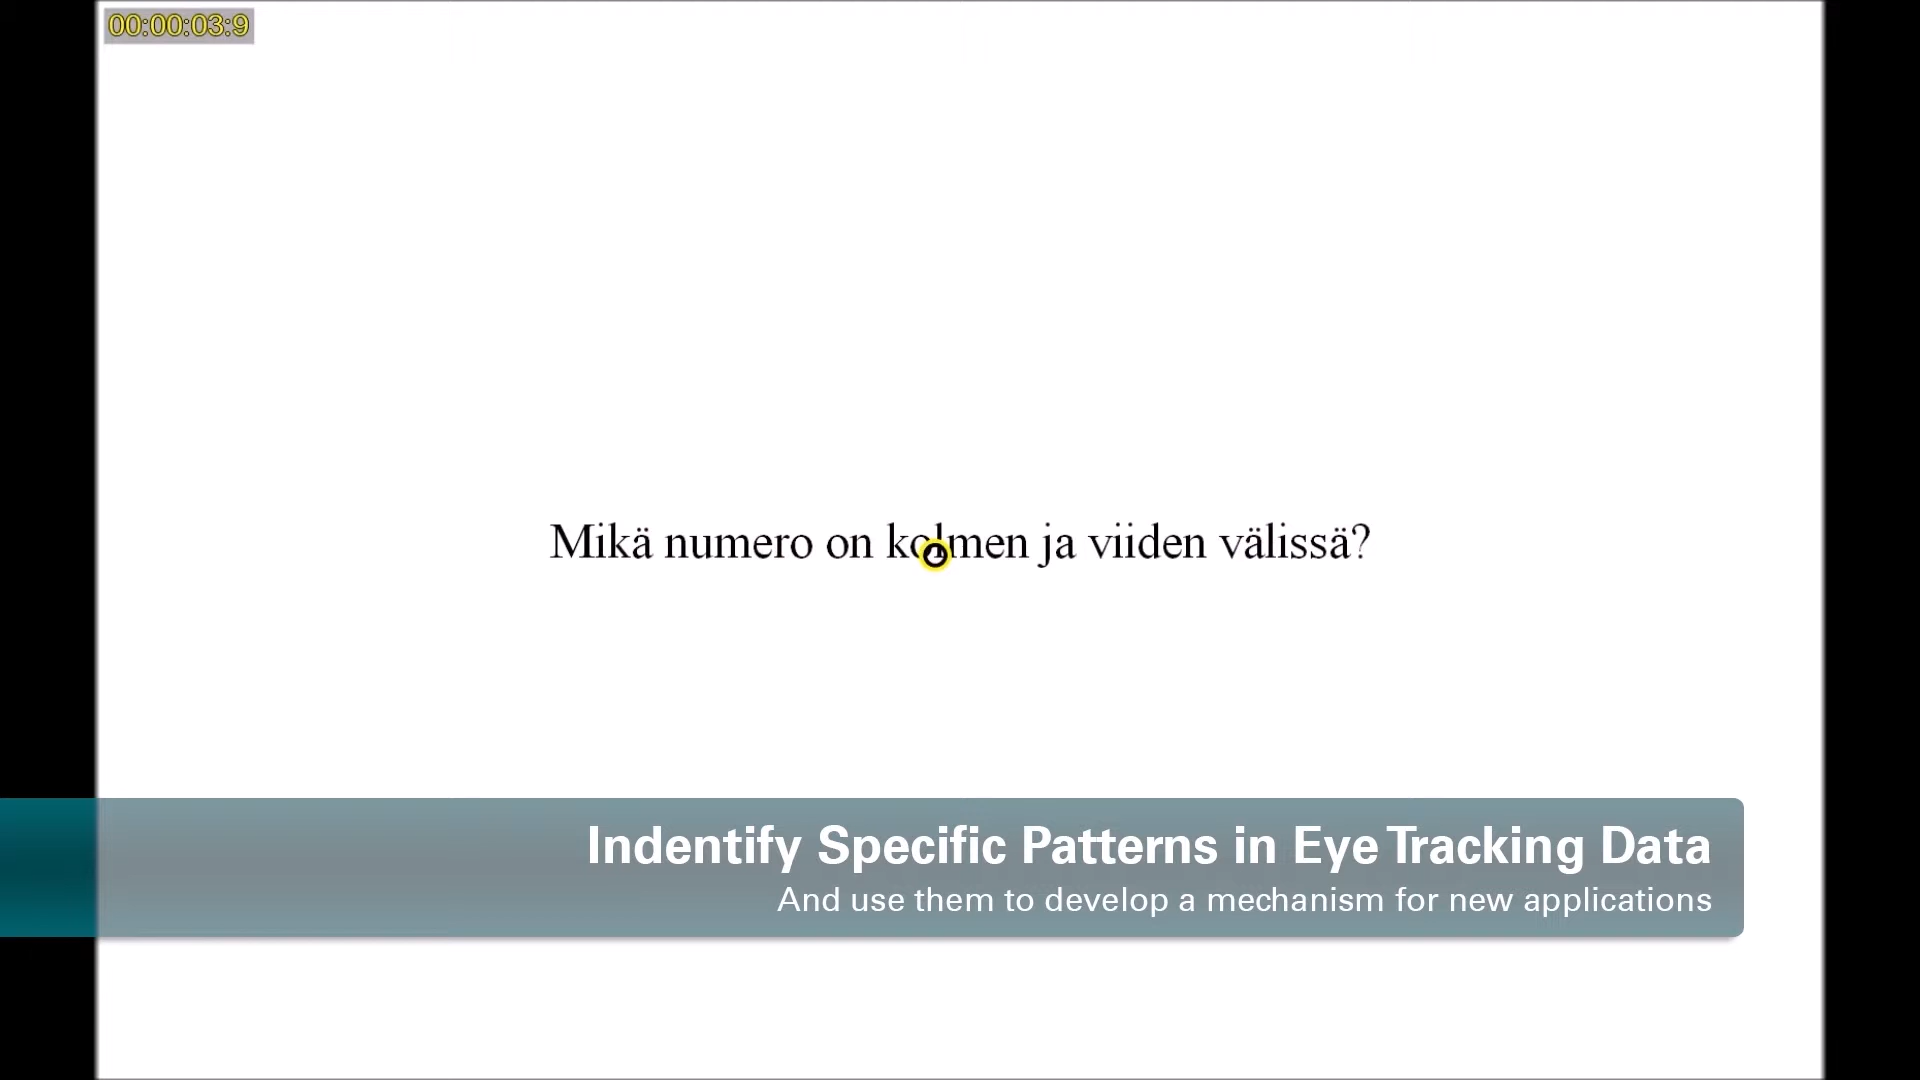 00:00:03:9
Mikä numero on kolmen ja viiden välissä?
Indentify Specific Patterns in Eye Tracking Data
And use them to develop a mechanism for new applications